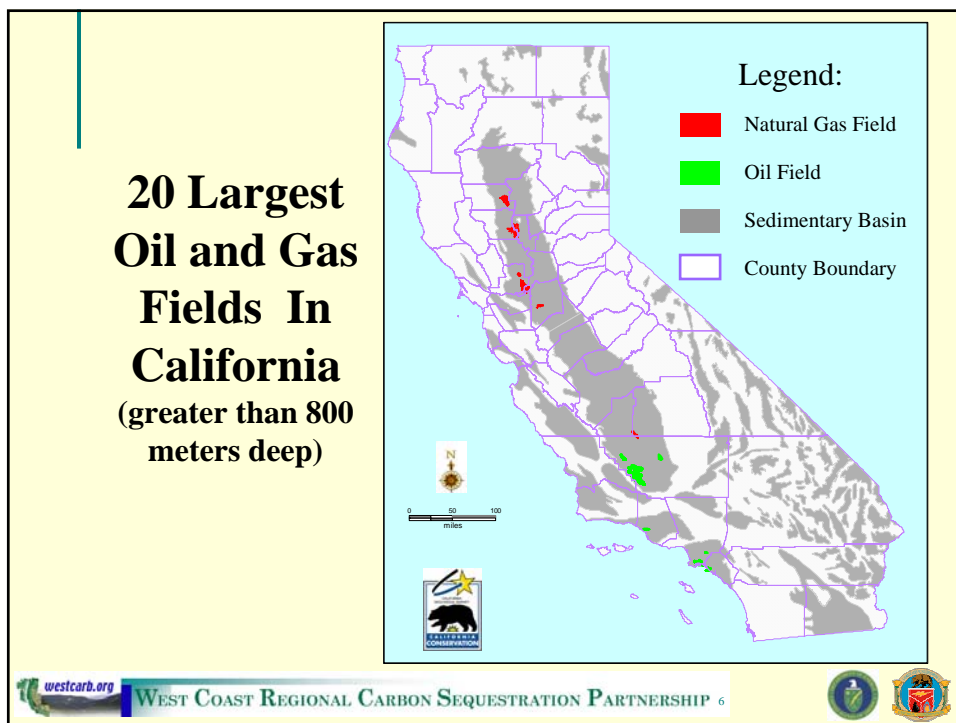 20 Largest
Oil and Gas
Fields In
California
(greater than 800
meters deep)
Legend:
Natural Gas Field
Oil Field
Sedimentary Basin
County Boundary
N
0 50 100
miles
CALIFORNIA
CONSERVATION
westcarb.org
WEST COAST REGIONAL CARBON SEQUESTRATION PARTNERSHIP 6